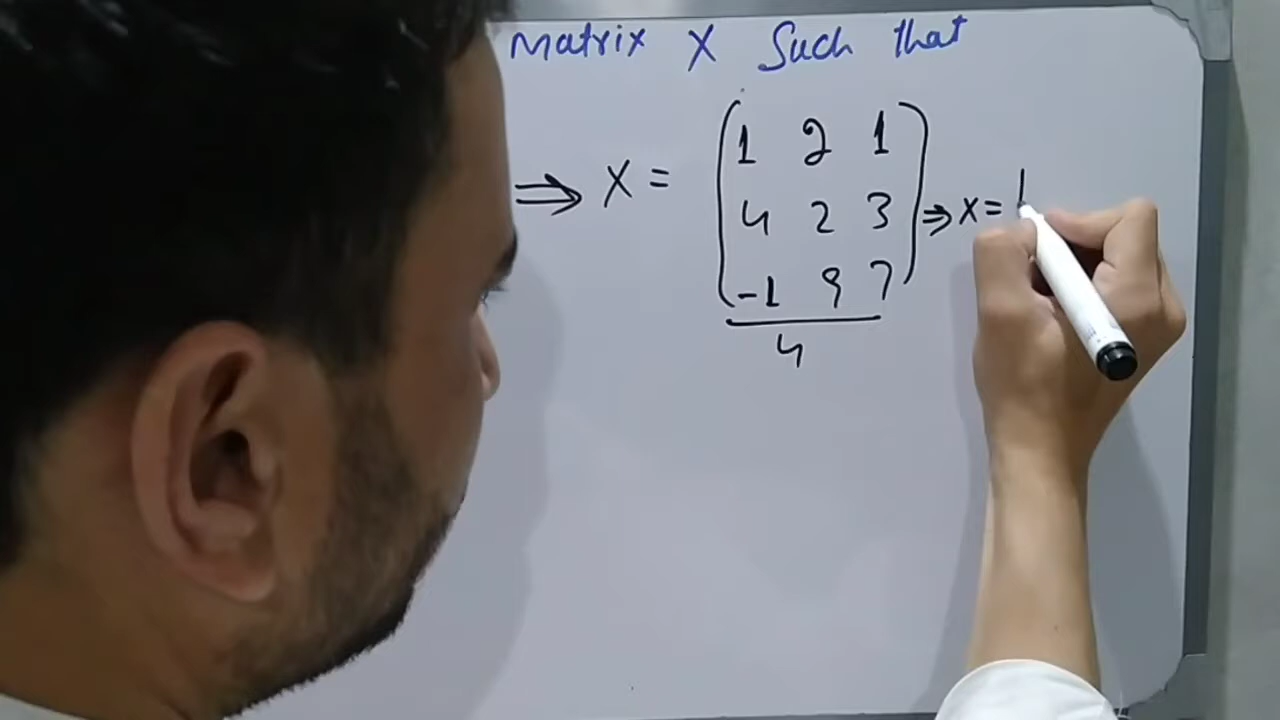 Matrix X Such that
⇒ X = (1 2 1
4 2 3
-1 9 7)
4
⇒ X = 1